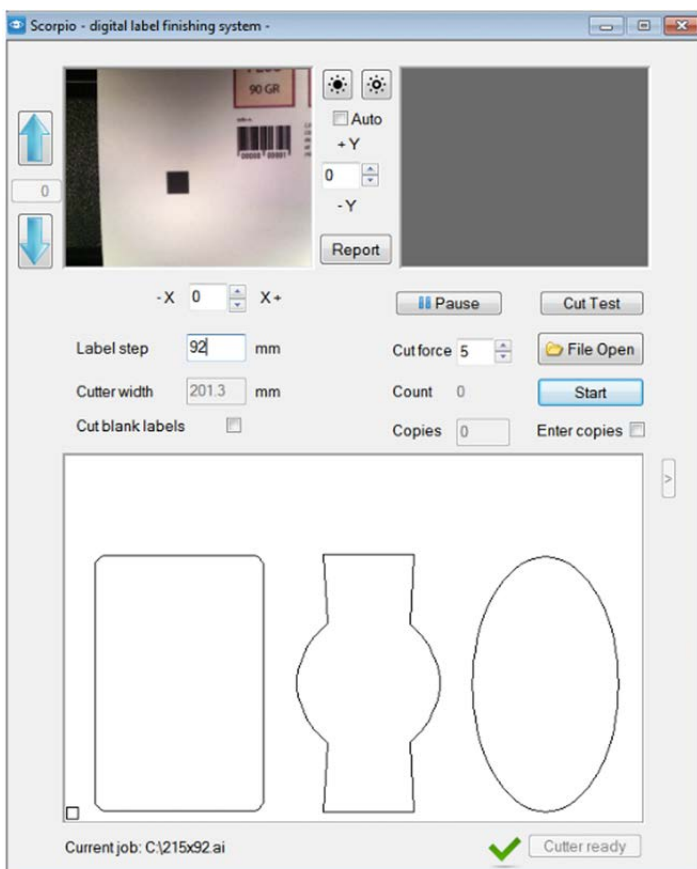 Scorpio - digital label finishing system -
90 GR
Auto
+ Y
0
0
- Y
Report
- X 0 X +
Pause
Cut Test
Label step 92 mm
Cut force 5
File Open
Cutter width 201.3 mm
Count 0
Start
Cut blank labels
Copies 0
Enter copies
>
Current job: C:\215x92.ai
Cutter ready